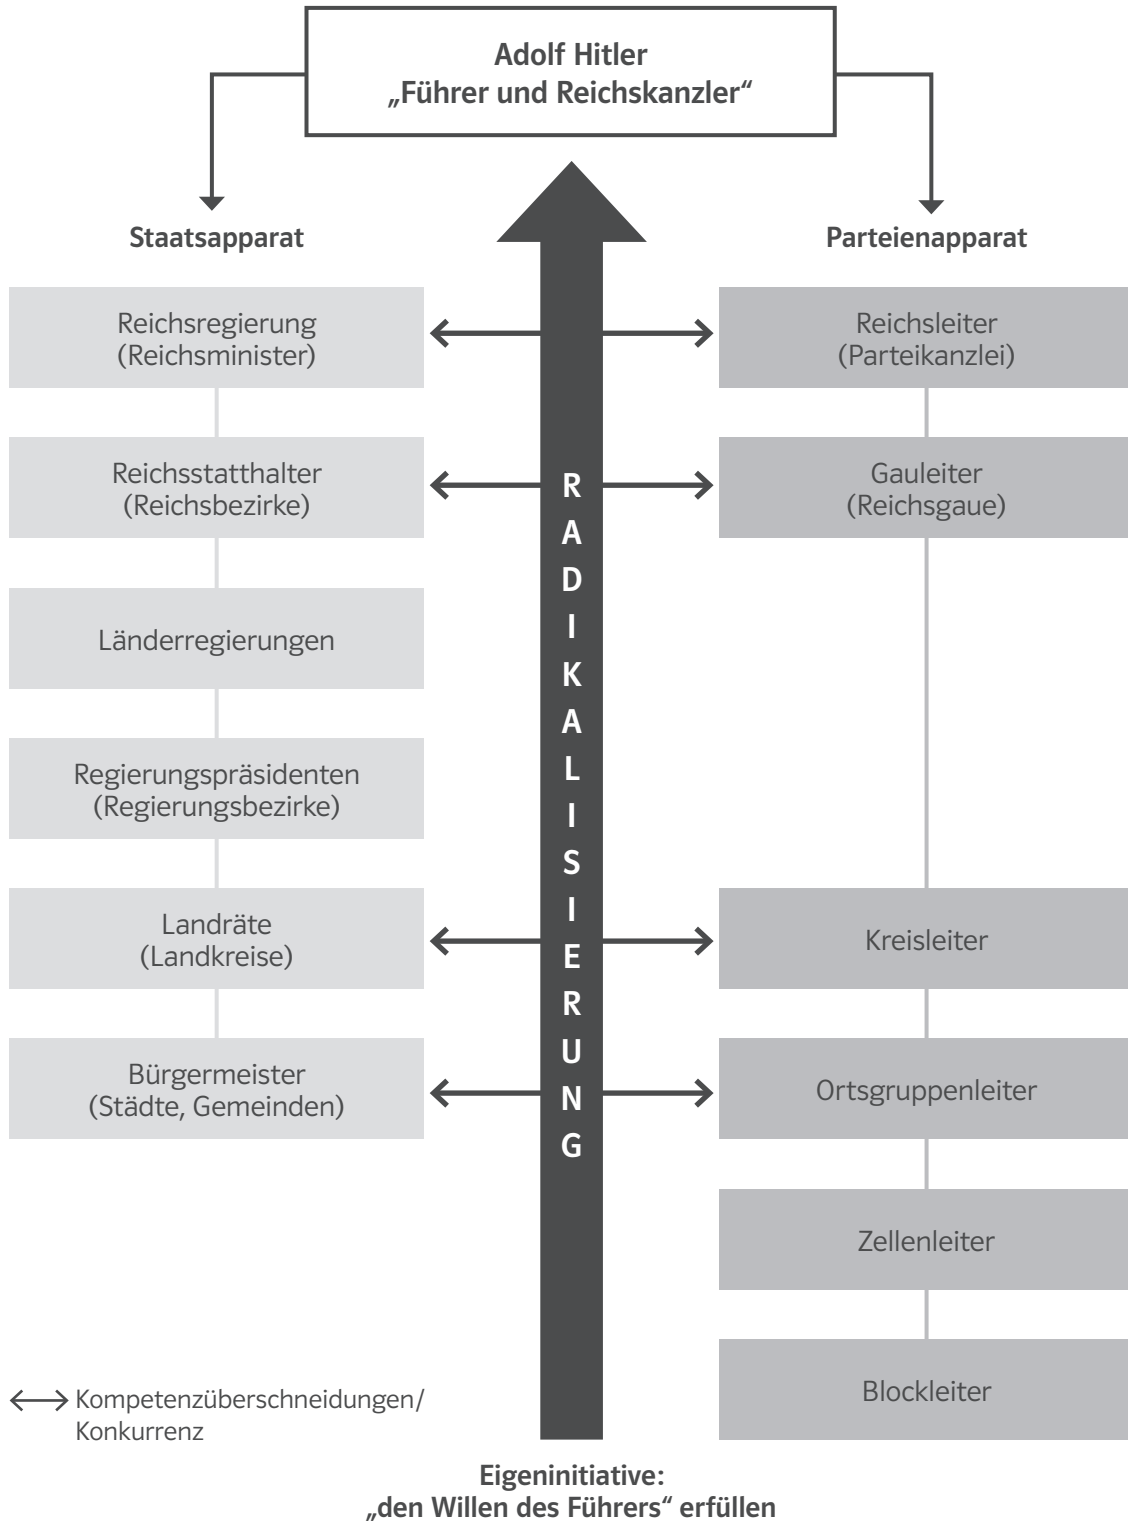 Adolf Hitler
„Führer und Reichskanzler“
Staatsapparat
Parteienapparat
Reichsregierung
(Reichsminister)
Reichsleiter
(Parteikanzlei)
Reichsstatthalter
(Reichsbezirke)
Gauleiter
(Reichsgaue)
Länderregierungen
Regierungspräsidenten
(Regierungsbezirke)
Landräte
(Landkreise)
Kreisleiter
Bürgermeister
(Städte, Gemeinden)
Ortsgruppenleiter
Zellenleiter
Blockleiter
RADIKALISIERUNG
Kompetenzüberschneidungen/
Konkurrenz
Eigeninitiative:
„den Willen des Führers“ erfüllen